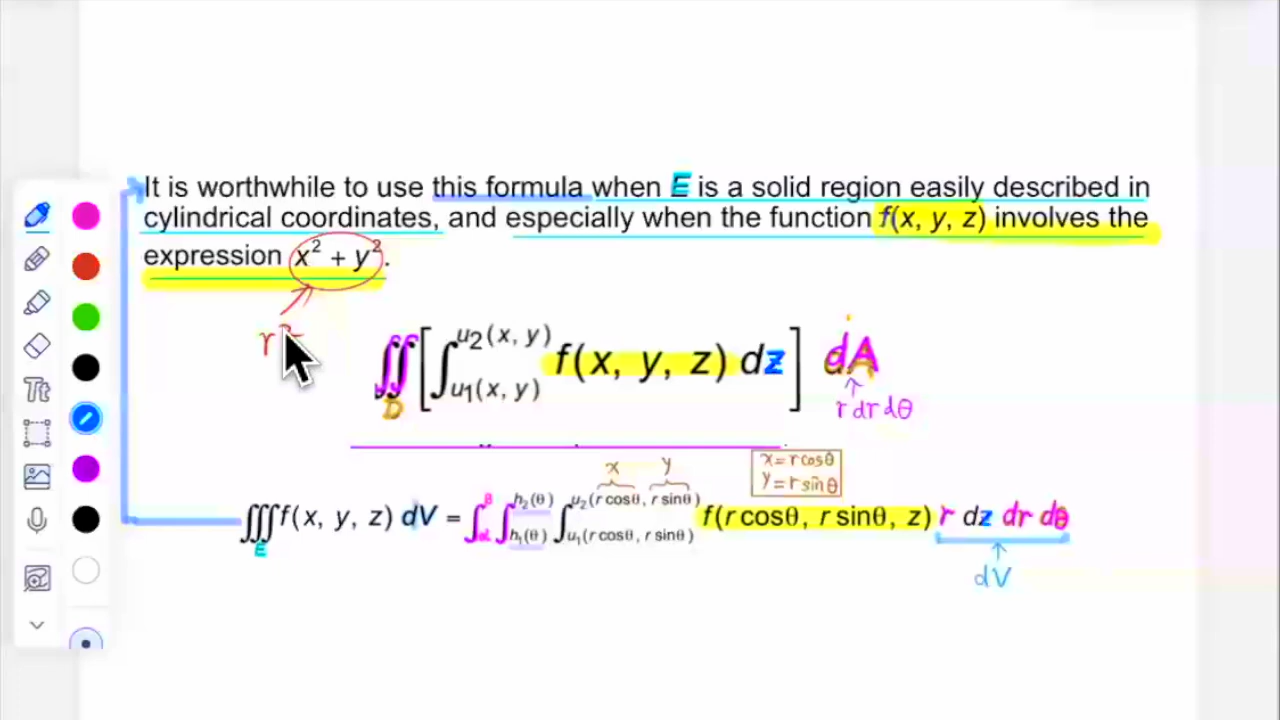 It is worthwhile to use this formula when E is a solid region easily described in
cylindrical coordinates, and especially when the function f(x, y, z) involves the
expression x² + y².
r²
∬_D [∫_{u₁(x, y)}^{u₂(x, y)} f(x, y, z) dz] dA
r dr dθ
x y
x = r cosθ
y = r sinθ
∭_E f(x, y, z) dV = ∫_α^β ∫_{h₁(θ)}^{h₂(θ)} ∫_{u₁(r cosθ, r sinθ)}^{u₂(r cosθ, r sinθ)} f(r cosθ, r sinθ, z) r dz dr dθ
dV
Tt